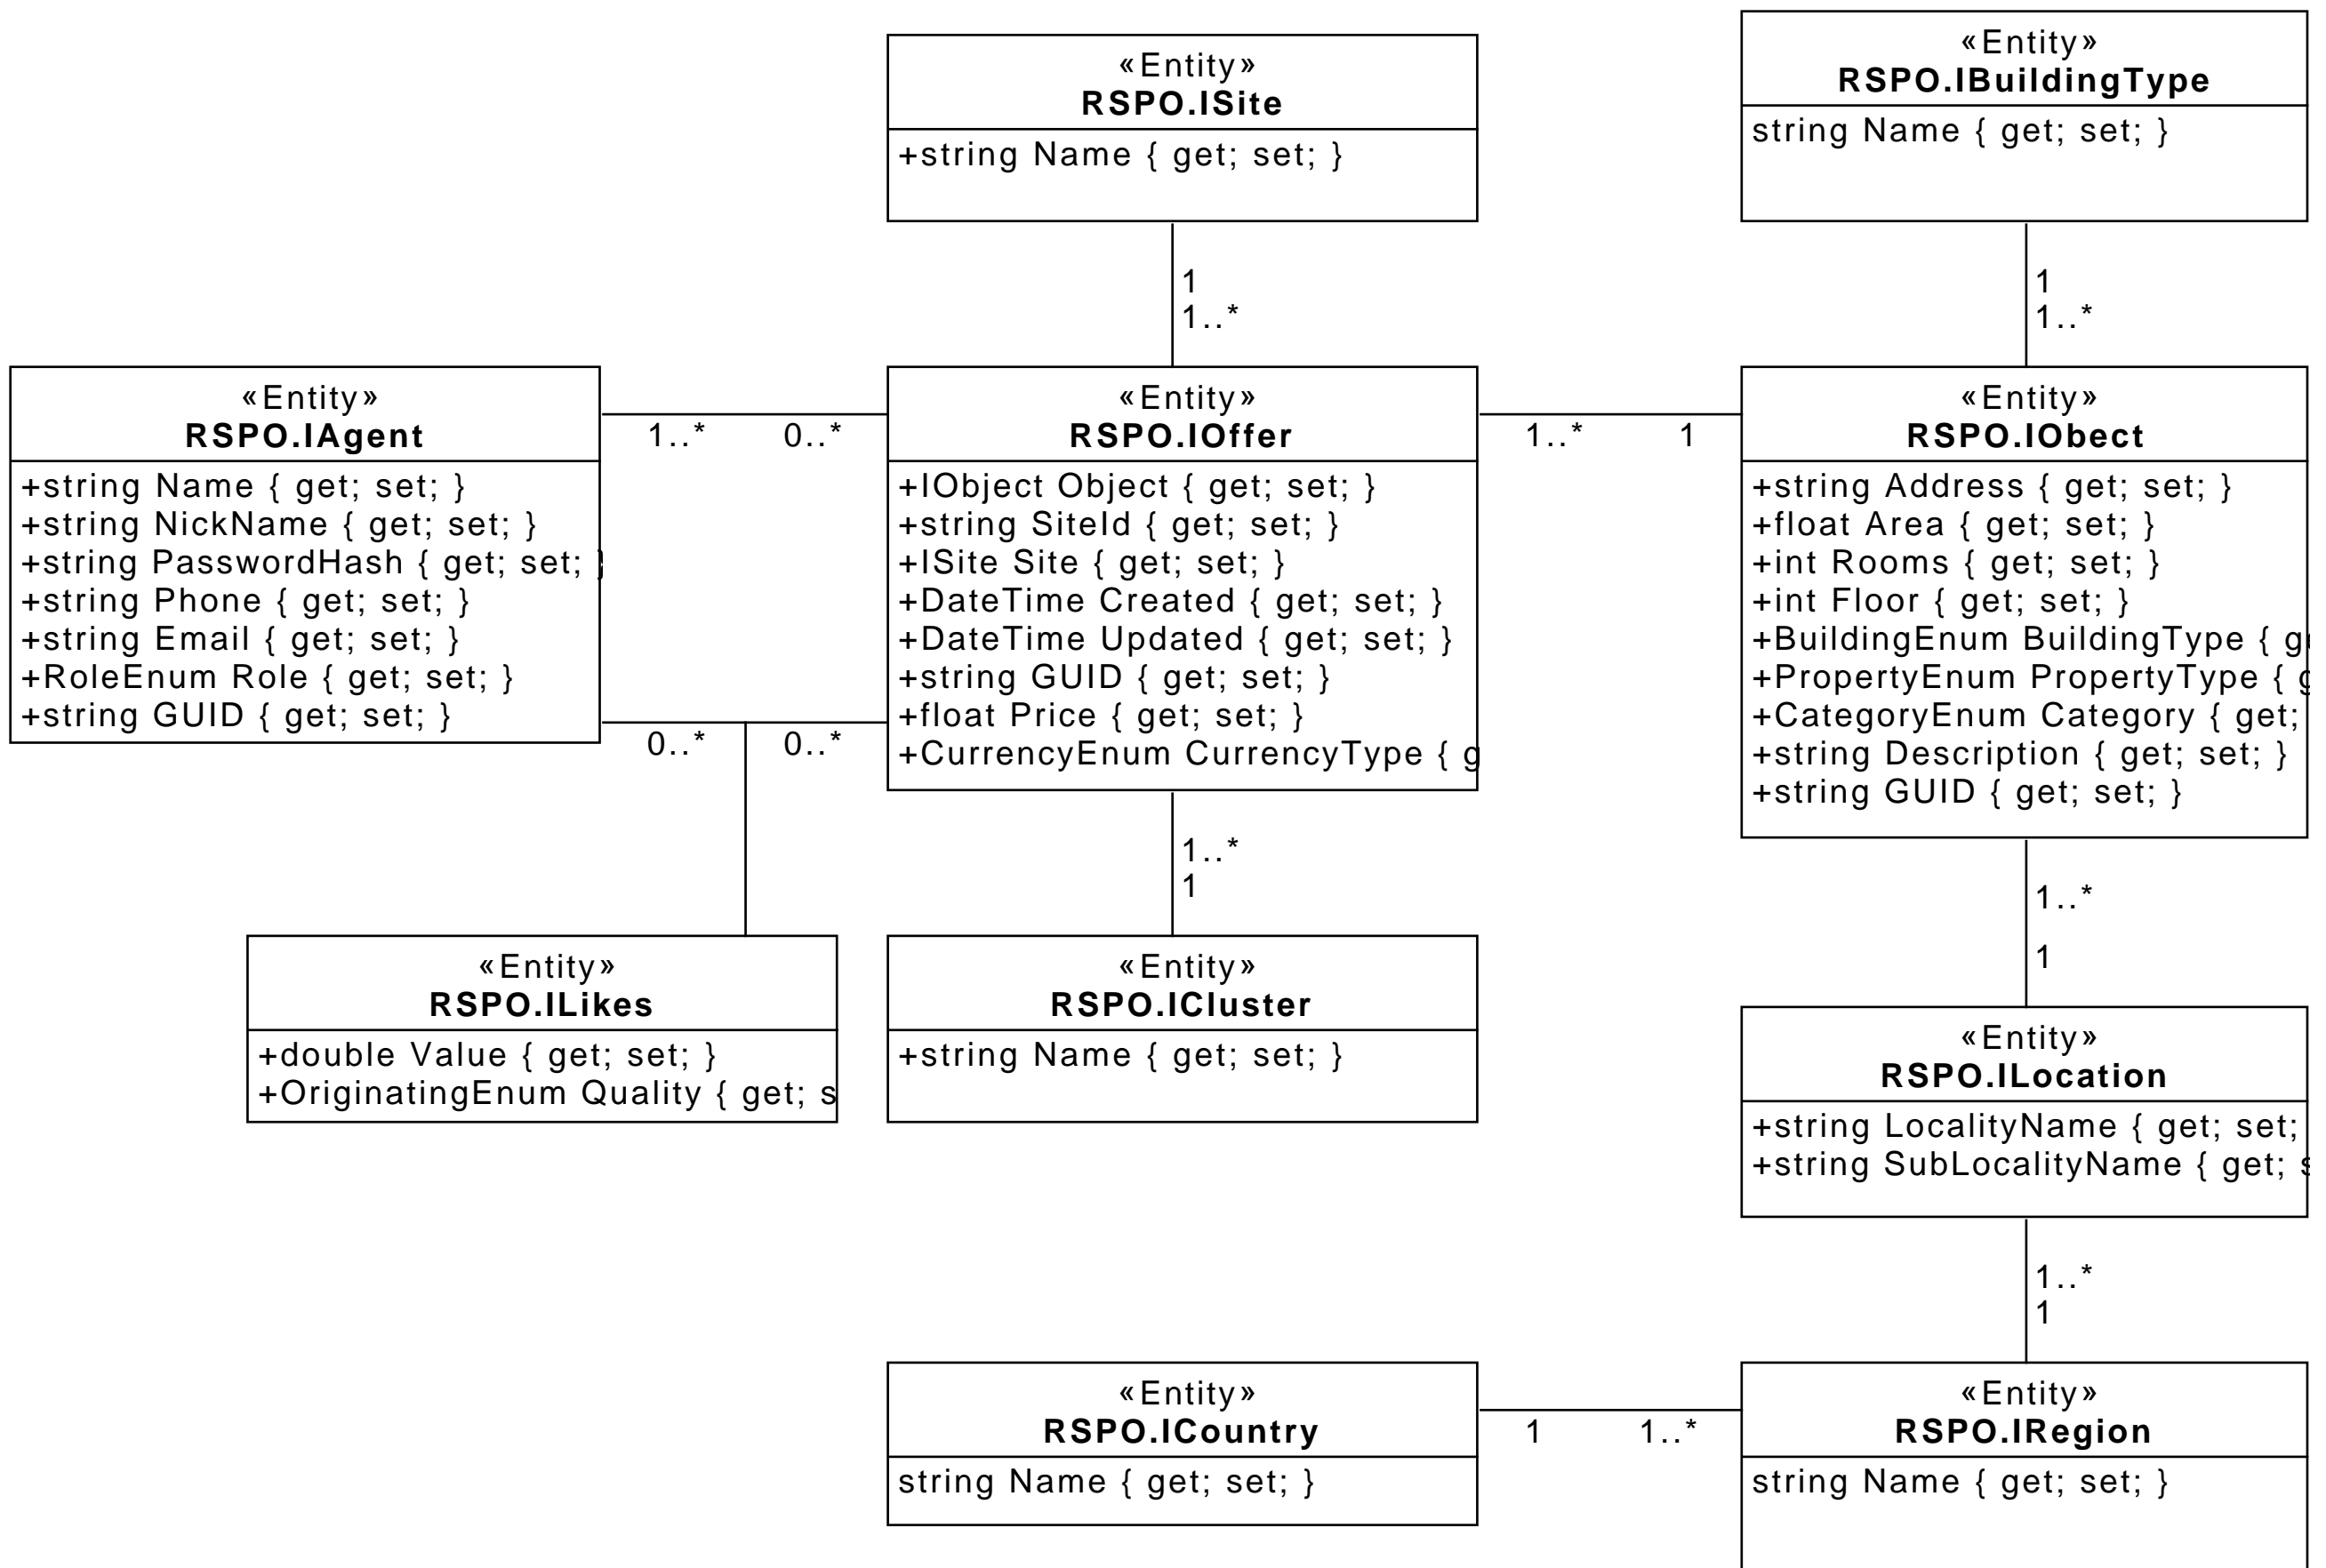 «Entity»
RSPO.ISite
+string Name { get; set; }
«Entity»
RSPO.IBuildingType
string Name { get; set; }
1
1..*
1
1..*
«Entity»
RSPO.IAgent
+string Name { get; set; }
+string NickName { get; set; }
+string PasswordHash { get; set; }
+string Phone { get; set; }
+string Email { get; set; }
+RoleEnum Role { get; set; }
+string GUID { get; set; }
1..* 0..*
0..* 0..*
«Entity»
RSPO.IOffer
+IObject Object { get; set; }
+string SiteId { get; set; }
+ISite Site { get; set; }
+DateTime Created { get; set; }
+DateTime Updated { get; set; }
+string GUID { get; set; }
+float Price { get; set; }
+CurrencyEnum CurrencyType { g
1..* 1
«Entity»
RSPO.IObect
+string Address { get; set; }
+float Area { get; set; }
+int Rooms { get; set; }
+int Floor { get; set; }
+BuildingEnum BuildingType { ge
+PropertyEnum PropertyType { g
+CategoryEnum Category { get;
+string Description { get; set; }
+string GUID { get; set; }
1..*
1
1..*
1
«Entity»
RSPO.ILikes
+double Value { get; set; }
+OriginatingEnum Quality { get; s
«Entity»
RSPO.ICluster
+string Name { get; set; }
«Entity»
RSPO.ILocation
+string LocalityName { get; set;
+string SubLocalityName { get; s
1..*
1
«Entity»
RSPO.ICountry
string Name { get; set; }
1 1..*
«Entity»
RSPO.IRegion
string Name { get; set; }